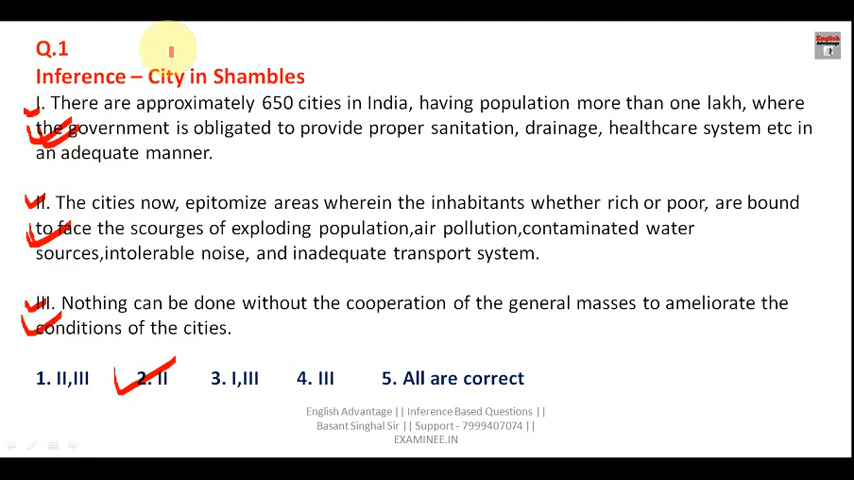 Q.1
English
Advantage
Inference – City in Shambles
I. There are approximately 650 cities in India, having population more than one lakh, where
the government is obligated to provide proper sanitation, drainage, healthcare system etc in
an adequate manner.
II. The cities now, epitomize areas wherein the inhabitants whether rich or poor, are bound
to face the scourges of exploding population,air pollution,contaminated water
sources,intolerable noise, and inadequate transport system.
III. Nothing can be done without the cooperation of the general masses to ameliorate the
conditions of the cities.
1. II,III 2. II 3. I,III 4. III 5. All are correct
English Advantage || Inference Based Questions ||
Basant Singhal Sir || Support - 7999407074 ||
EXAMINEE.IN